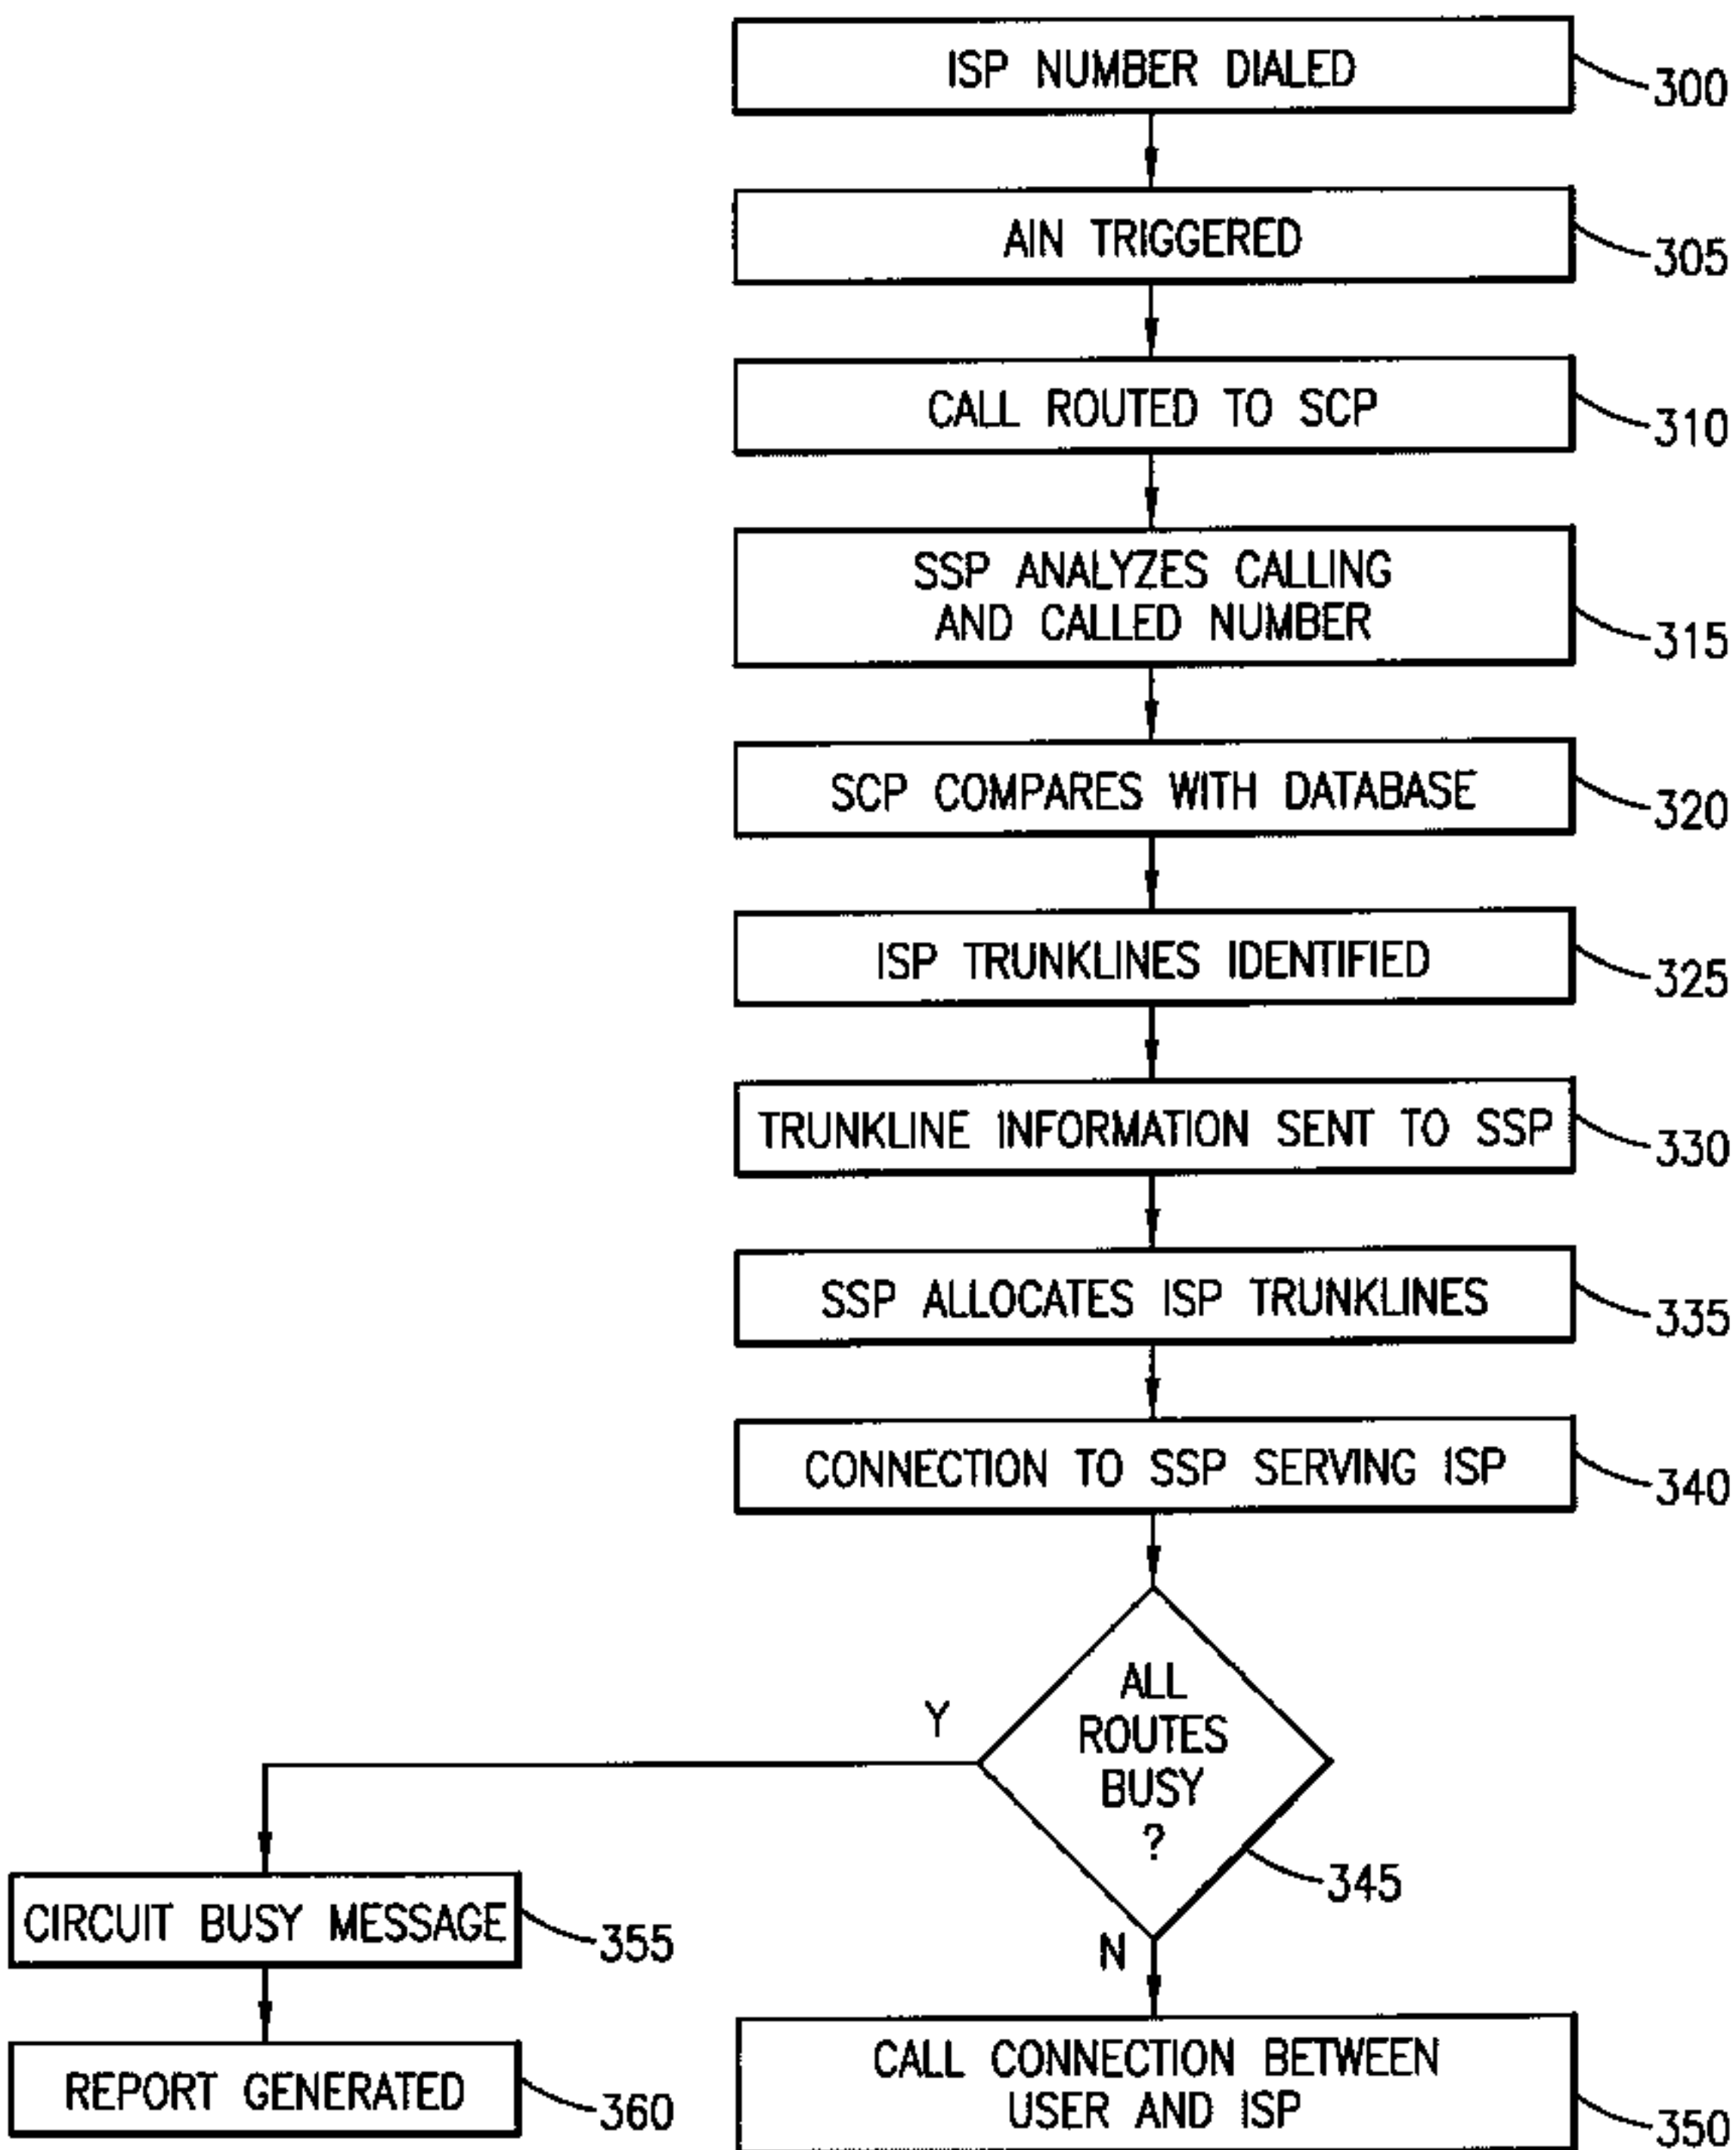 ISP NUMBER DIALED
300
AIN TRIGGERED
305
CALL ROUTED TO SCP
310
SSP ANALYZES CALLING
AND CALLED NUMBER
315
SCP COMPARES WITH DATABASE
320
ISP TRUNKLINES IDENTIFIED
325
TRUNKLINE INFORMATION SENT TO SSP
330
SSP ALLOCATES ISP TRUNKLINES
335
CONNECTION TO SSP SERVING ISP
340
ALL
ROUTES
BUSY
?
345
Y
N
CIRCUIT BUSY MESSAGE
355
REPORT GENERATED
360
CALL CONNECTION BETWEEN
USER AND ISP
350